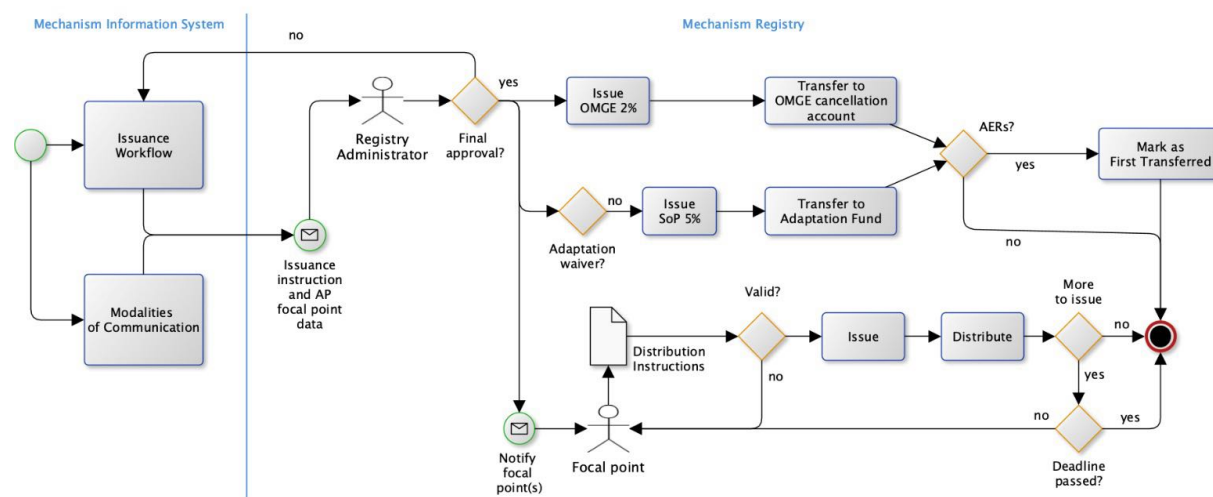 Mechanism Information System
Mechanism Registry
no
yes
Issuance
Workflow
Registry
Administrator
Final
approval?
Issue
OMGE 2%
Transfer to
OMGE cancellation
account
AERs?
yes
Mark as
First Transferred
no
Issue
SoP 5%
Transfer to
Adaptation Fund
Adaptation
waiver?
no
Issuance
instruction
and AP
focal point
data
Modalities
of Communication
Valid?
More
to issue
Distribution
Instructions
Issue
Distribute
no
no
yes
no
yes
Notify
focal
point(s)
Focal point
Deadline
passed?